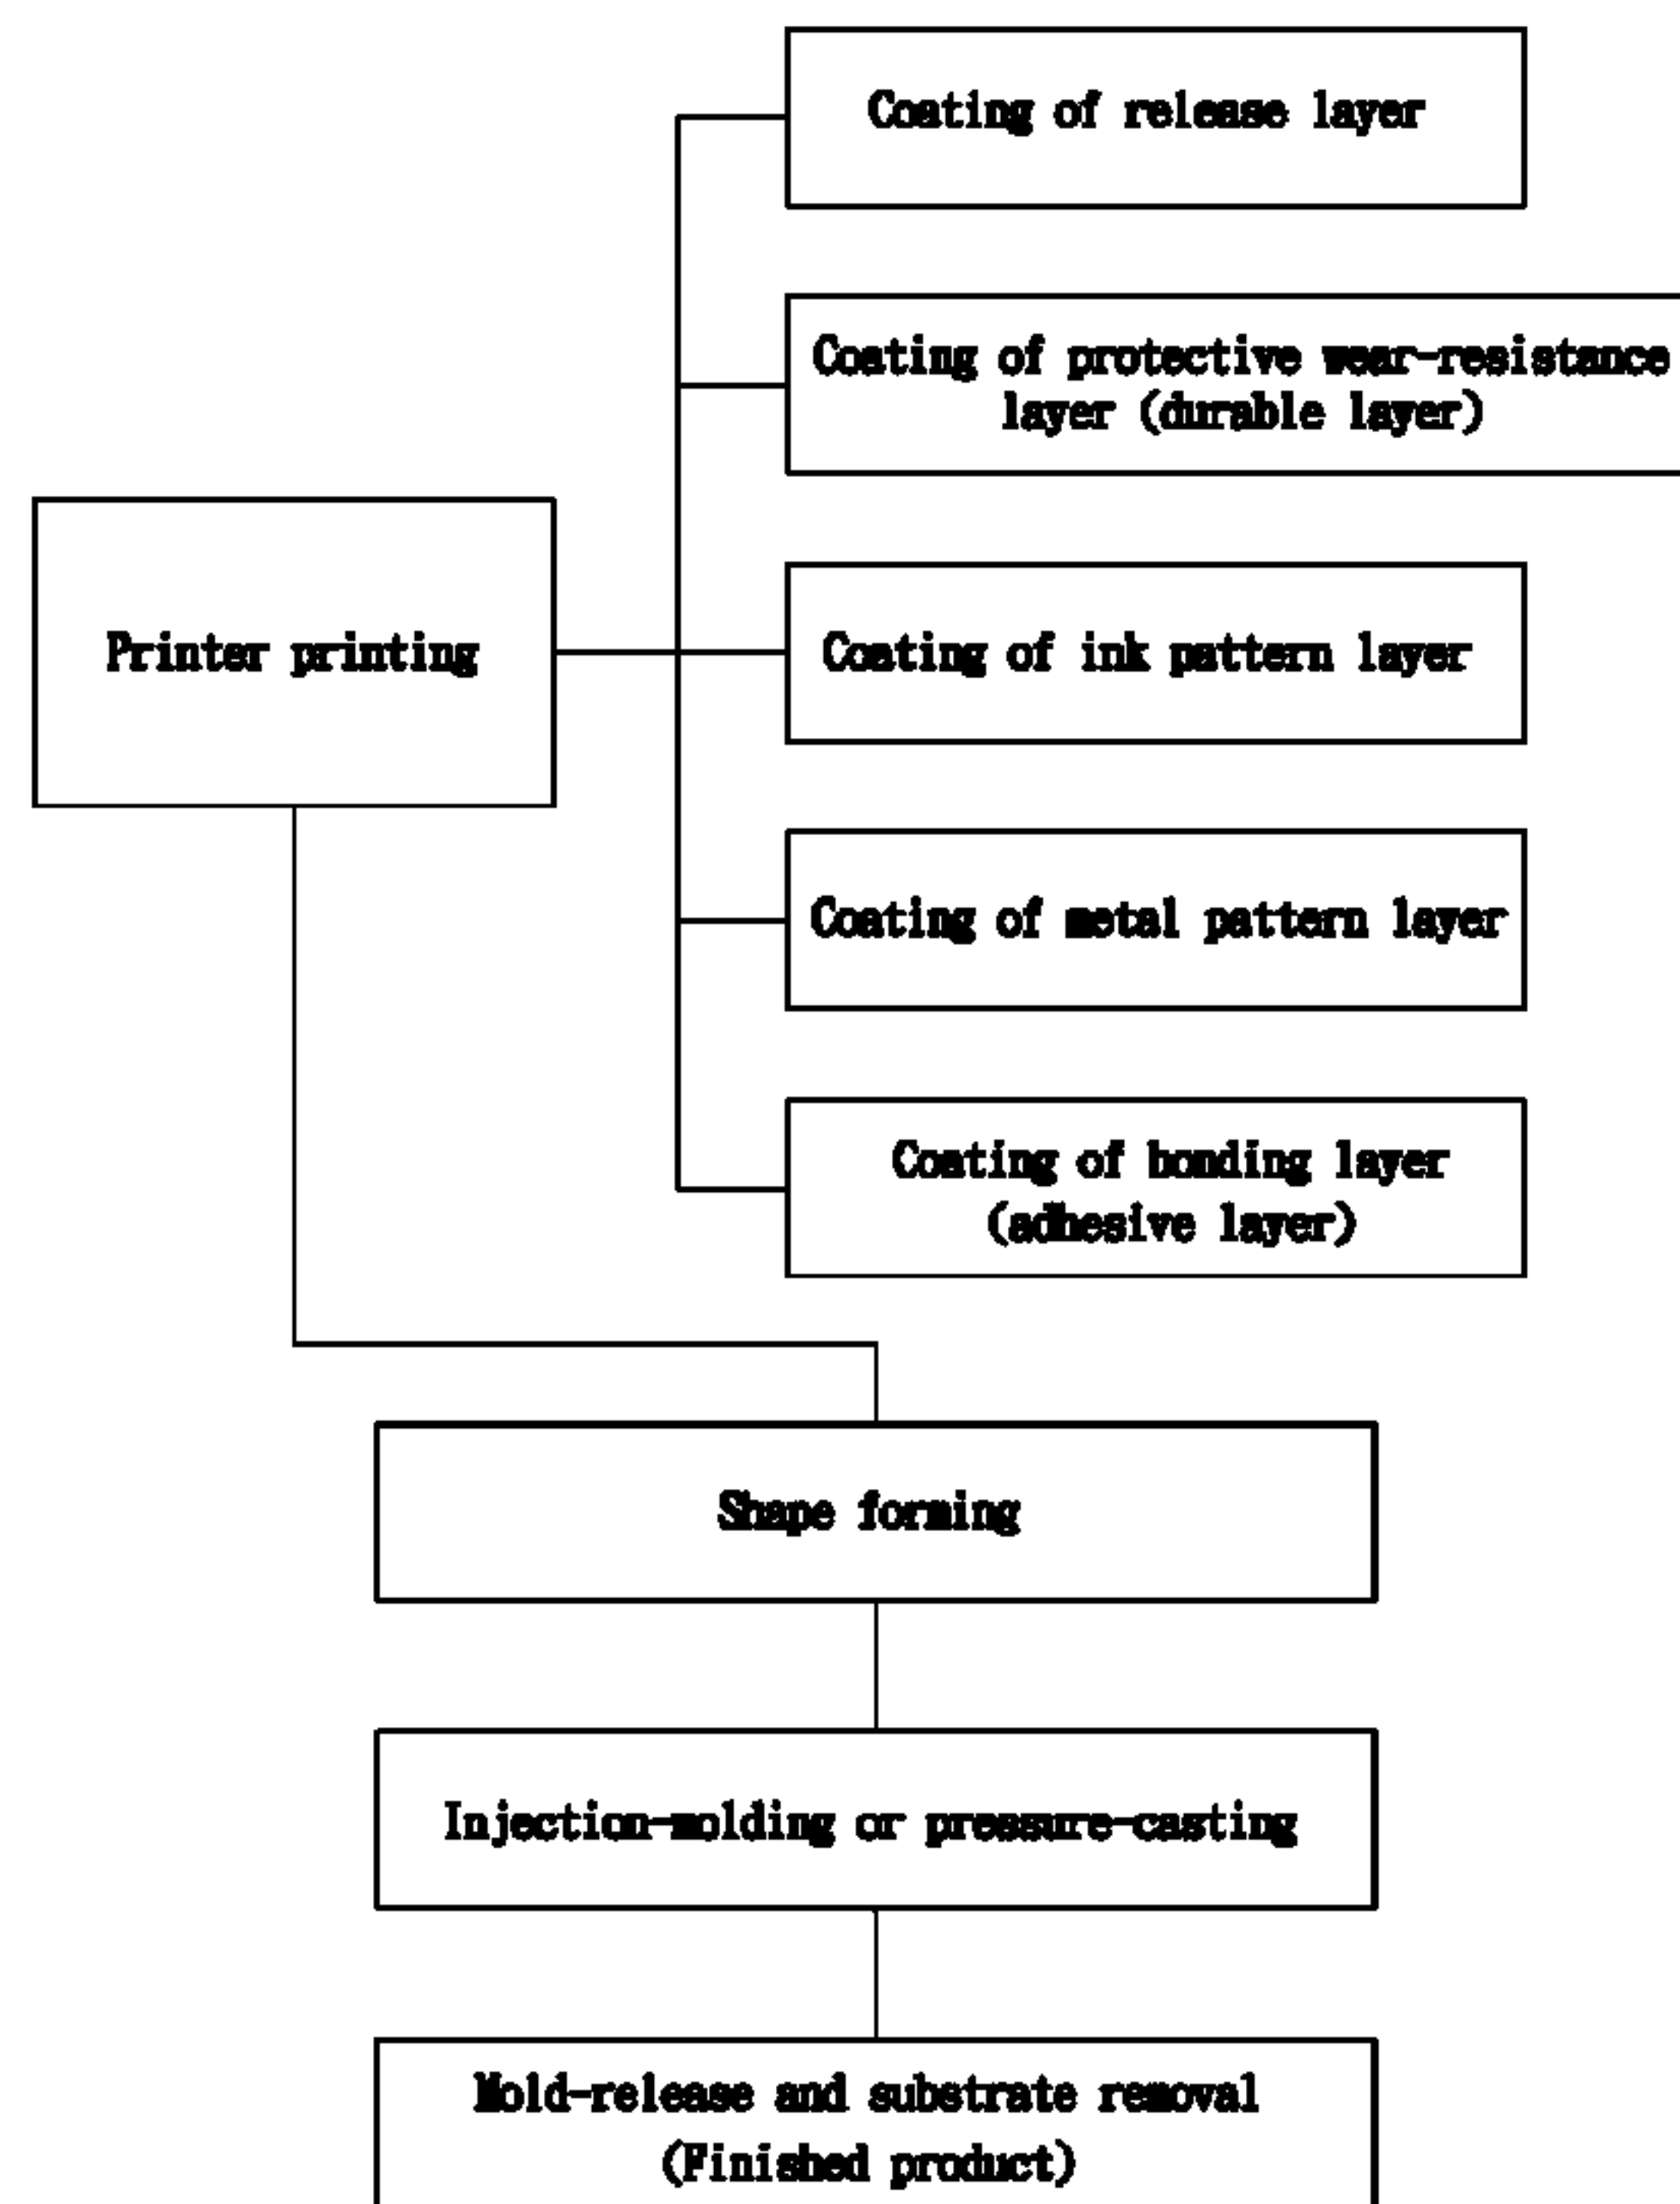 Coating of release layer
Coating of protective wear-resistance
layer (durable layer)
Printer printing
Coating of ink pattern layer
Coating of metal pattern layer
Coating of bonding layer
(adhesive layer)
Shape forming
Injection-molding or pressure-casting
Mold-release and substrate removal
(Finished product)